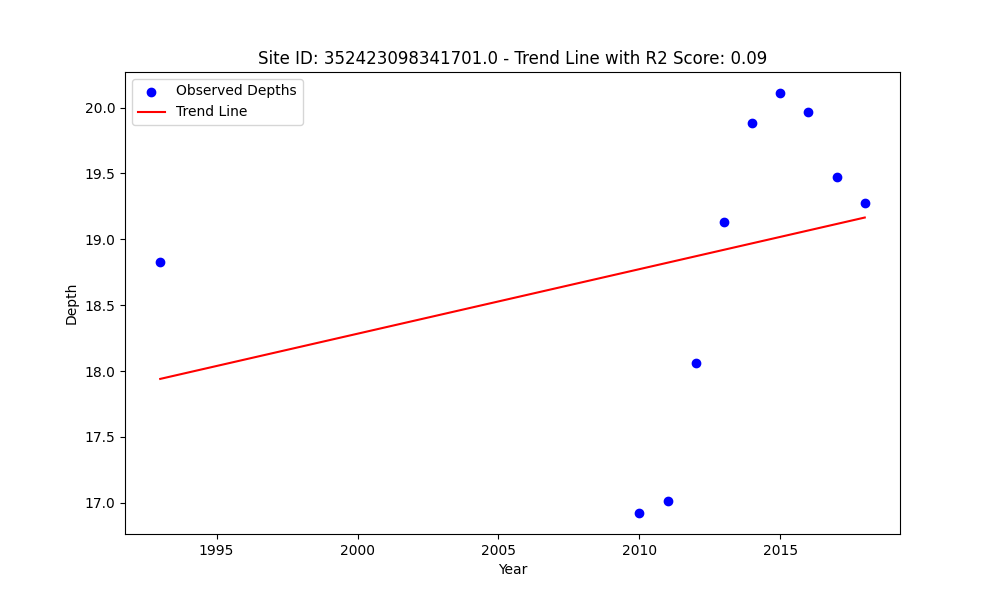 Site ID: 352423098341701.0 - Trend Line with R2 Score: 0.09
Observed Depths
Trend Line
20.0
19.5
19.0
18.5
18.0
17.5
17.0
Depth
1995
2000
2005
2010
2015
Year